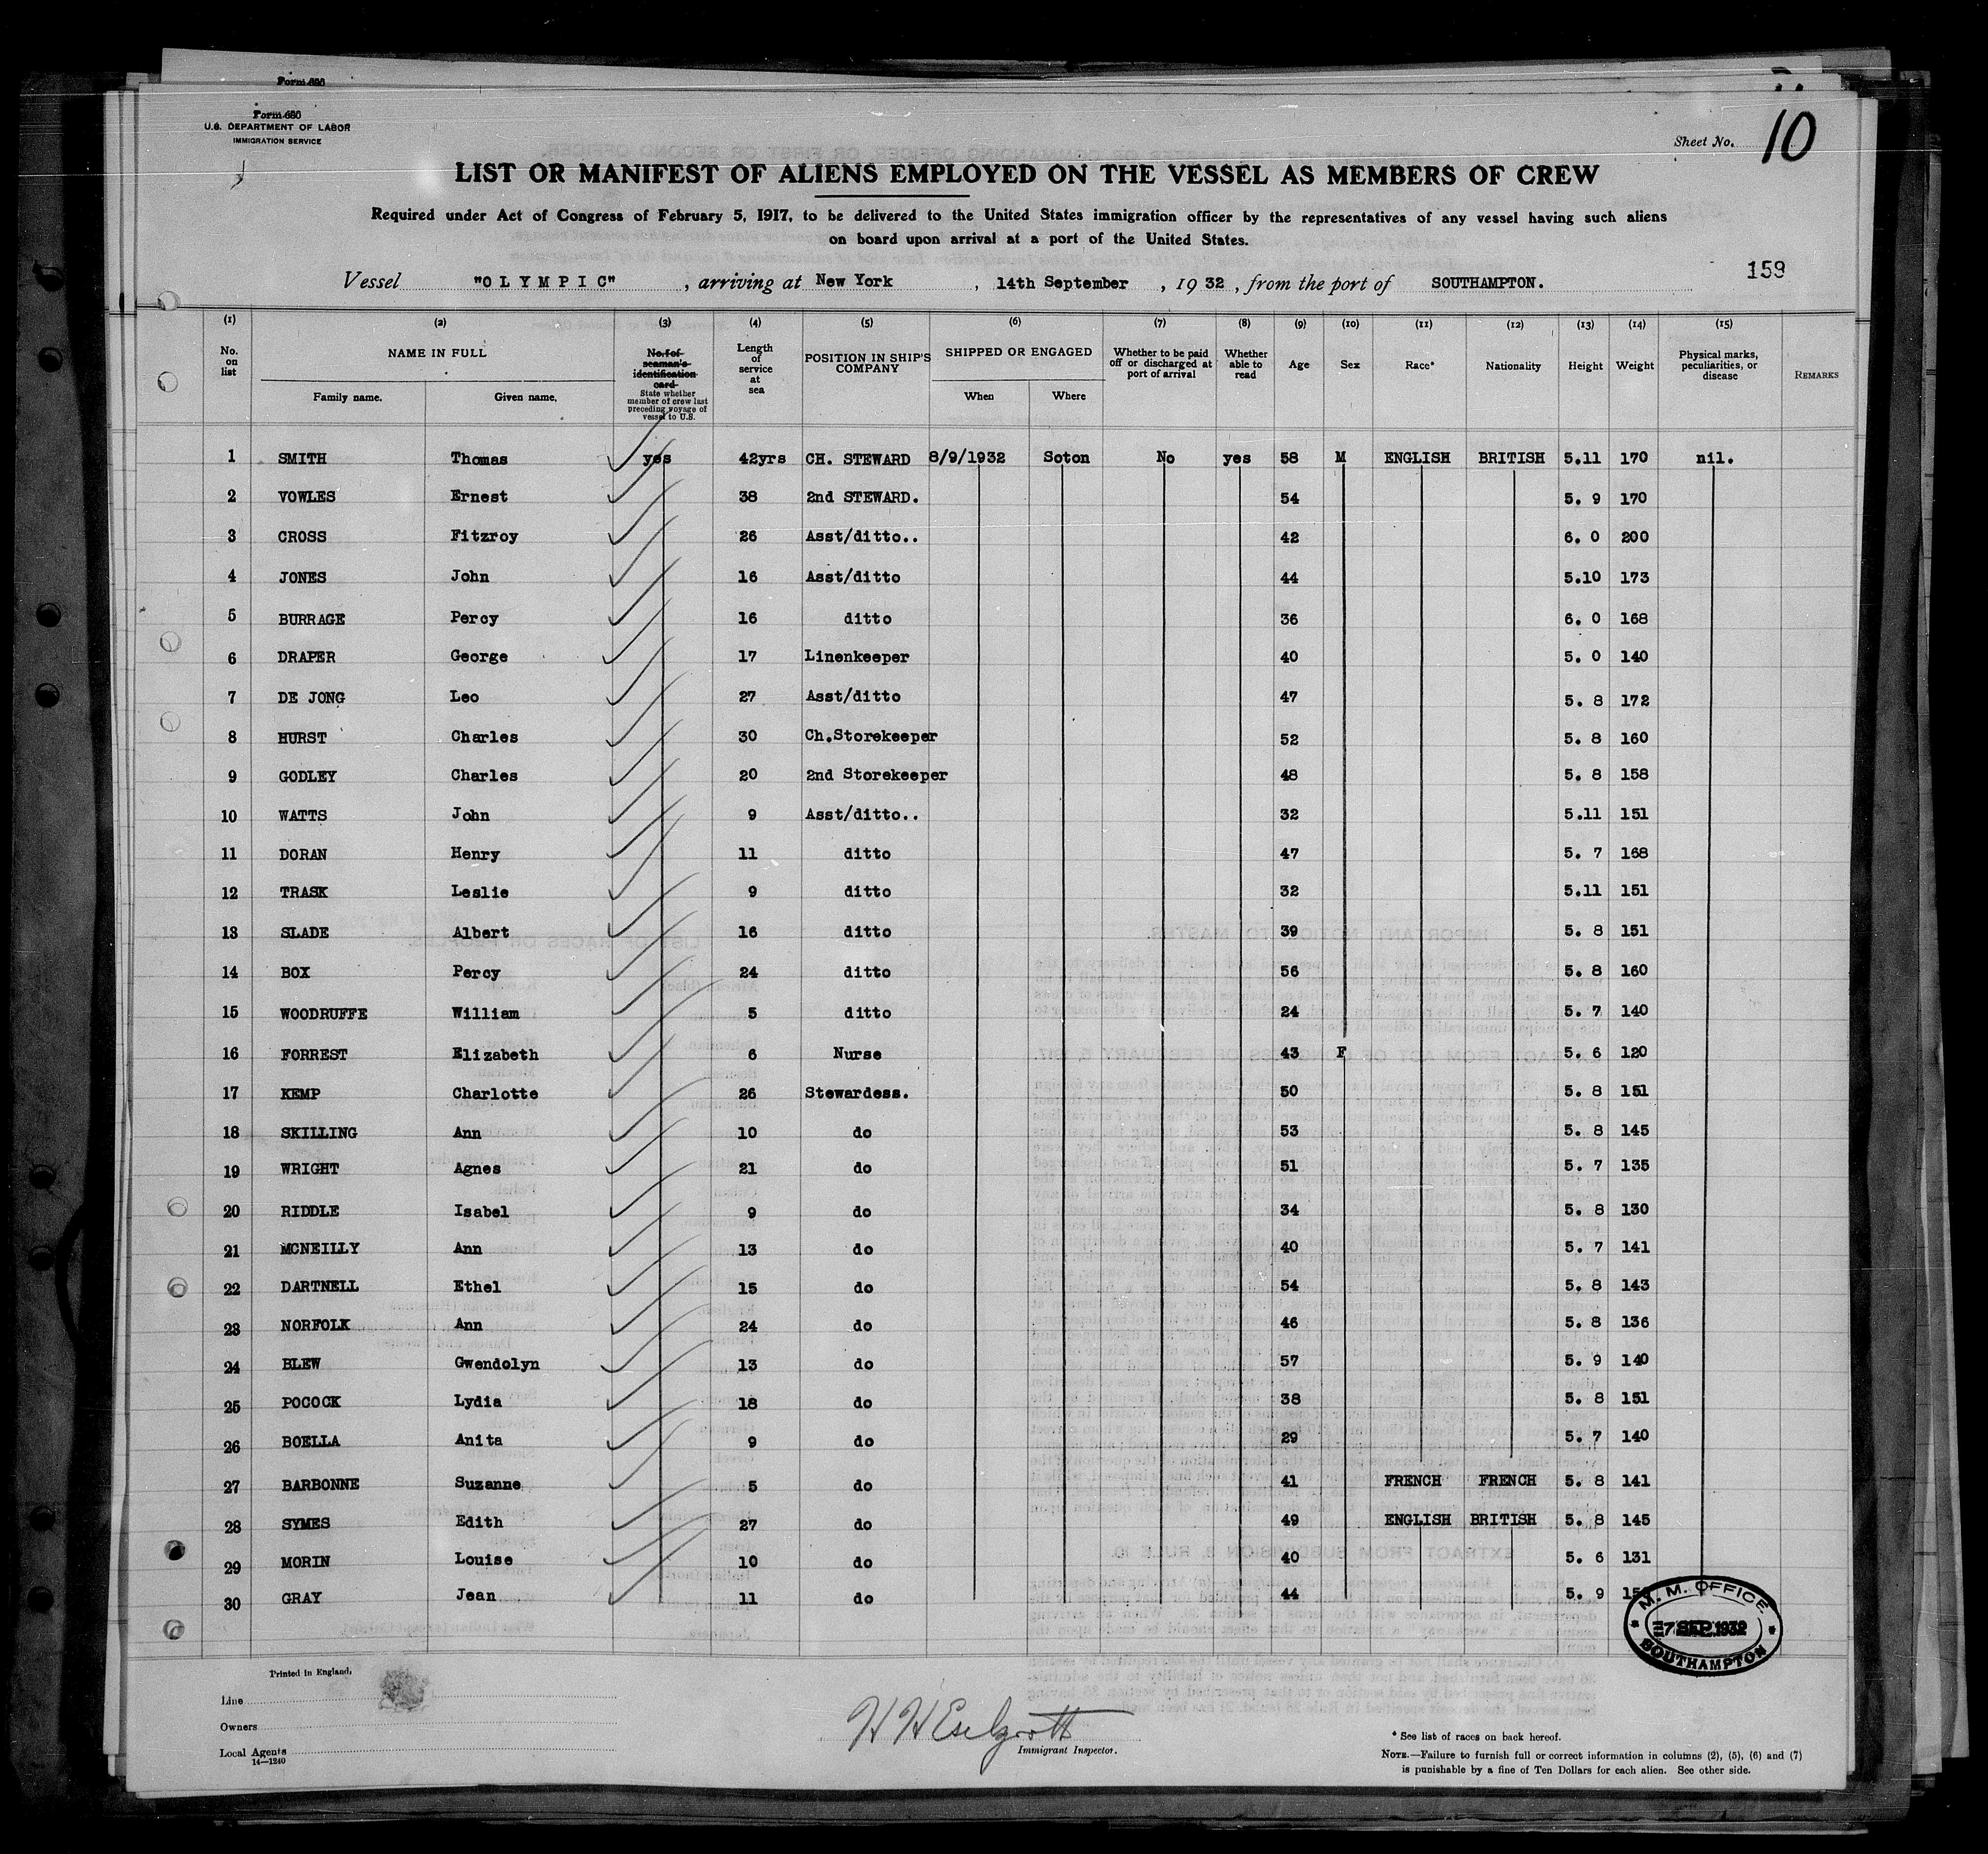 Form 680
Form 680
U.S. DEPARTMENT OF LABOR
IMMIGRATION SERVICE
Sheet No. 10
LIST OR MANIFEST OF ALIENS EMPLOYED ON THE VESSEL AS MEMBERS OF CREW
Required under Act of Congress of February 5, 1917, to be delivered to the United States immigration officer by the representatives of any vessel having such aliens
on board upon arrival at a port of the United States.
159
Vessel "OLYMPIC", arriving at New York, 14th September, 1932, from the port of SOUTHAMPTON.
(1) (2) (3) (4) (5) (6) (7) (8) (9) (10) (11) (12) (13) (14) (15)
No. on list
NAME IN FULL
Family name. Given name.
No. of seaman's identification card
State whether member of crew last preceding voyage of vessel to U.S.
Length of service at sea
POSITION IN SHIP'S COMPANY
SHIPPED OR ENGAGED
When Where
Whether to be paid off or discharged at port of arrival
Whether able to read
Age
Sex
Race*
Nationality
Height
Weight
Physical marks, peculiarities, or disease
REMARKS
1 SMITH Thomas yes 42yrs CH. STEWARD 8/9/1932 Soton No yes 58 M ENGLISH BRITISH 5.11 170 nil.
2 VOWLES Ernest 38 2nd STEWARD. 54 5. 9 170
3 CROSS Fitzroy 26 Asst/ditto.. 42 6. 0 200
4 JONES John 16 Asst/ditto 44 5.10 173
5 BURRAGE Percy 16 ditto 36 6. 0 168
6 DRAPER George 17 Linenkeeper 40 5. 0 140
7 DE JONG Leo 27 Asst/ditto 47 5. 8 172
8 HURST Charles 30 Ch.Storekeeper 52 5. 8 160
9 GODLEY Charles 20 2nd Storekeeper 48 5. 8 158
10 WATTS John 9 Asst/ditto.. 32 5.11 151
11 DORAN Henry 11 ditto 47 5. 7 168
12 TRASK Leslie 9 ditto 32 5.11 151
13 SLADE Albert 16 ditto 39 5. 8 151
14 BOX Percy 24 ditto 56 5. 8 160
15 WOODRUFFE William 5 ditto 24 5. 7 140
16 FORREST Elizabeth 6 Nurse 43 F 5. 6 120
17 KEMP Charlotte 26 Stewardess. 50 5. 8 151
18 SKILLING Ann 10 do 53 5. 8 145
19 WRIGHT Agnes 21 do 51 5. 7 135
20 RIDDLE Isabel 9 do 34 5. 8 130
21 MCNEILLY Ann 13 do 40 5. 7 141
22 DARTNELL Ethel 15 do 54 5. 8 143
23 NORFOLK Ann 24 do 46 5. 8 136
24 BLEW Gwendolyn 13 do 57 5. 9 140
25 POCOCK Lydia 18 do 38 5. 8 151
26 BOELLA Anita 9 do 29 5. 7 140
27 BARBONNE Suzanne 5 do 41 FRENCH FRENCH 5. 8 141
28 SYMES Edith 27 do 49 ENGLISH BRITISH 5. 8 145
29 MORIN Louise 10 do 40 5. 6 131
30 GRAY Jean 11 do 44 5. 9
M. M. OFFICE
7 SEP 1932
SOUTHAMPTON
Printed in England.
Line
Owners
Local Agents
14—1240
Immigrant Inspector.
* See list of races on back hereof.
NOTE.—Failure to furnish full or correct information in columns (2), (5), (6) and (7)
is punishable by a fine of Ten Dollars for each alien. See other side.